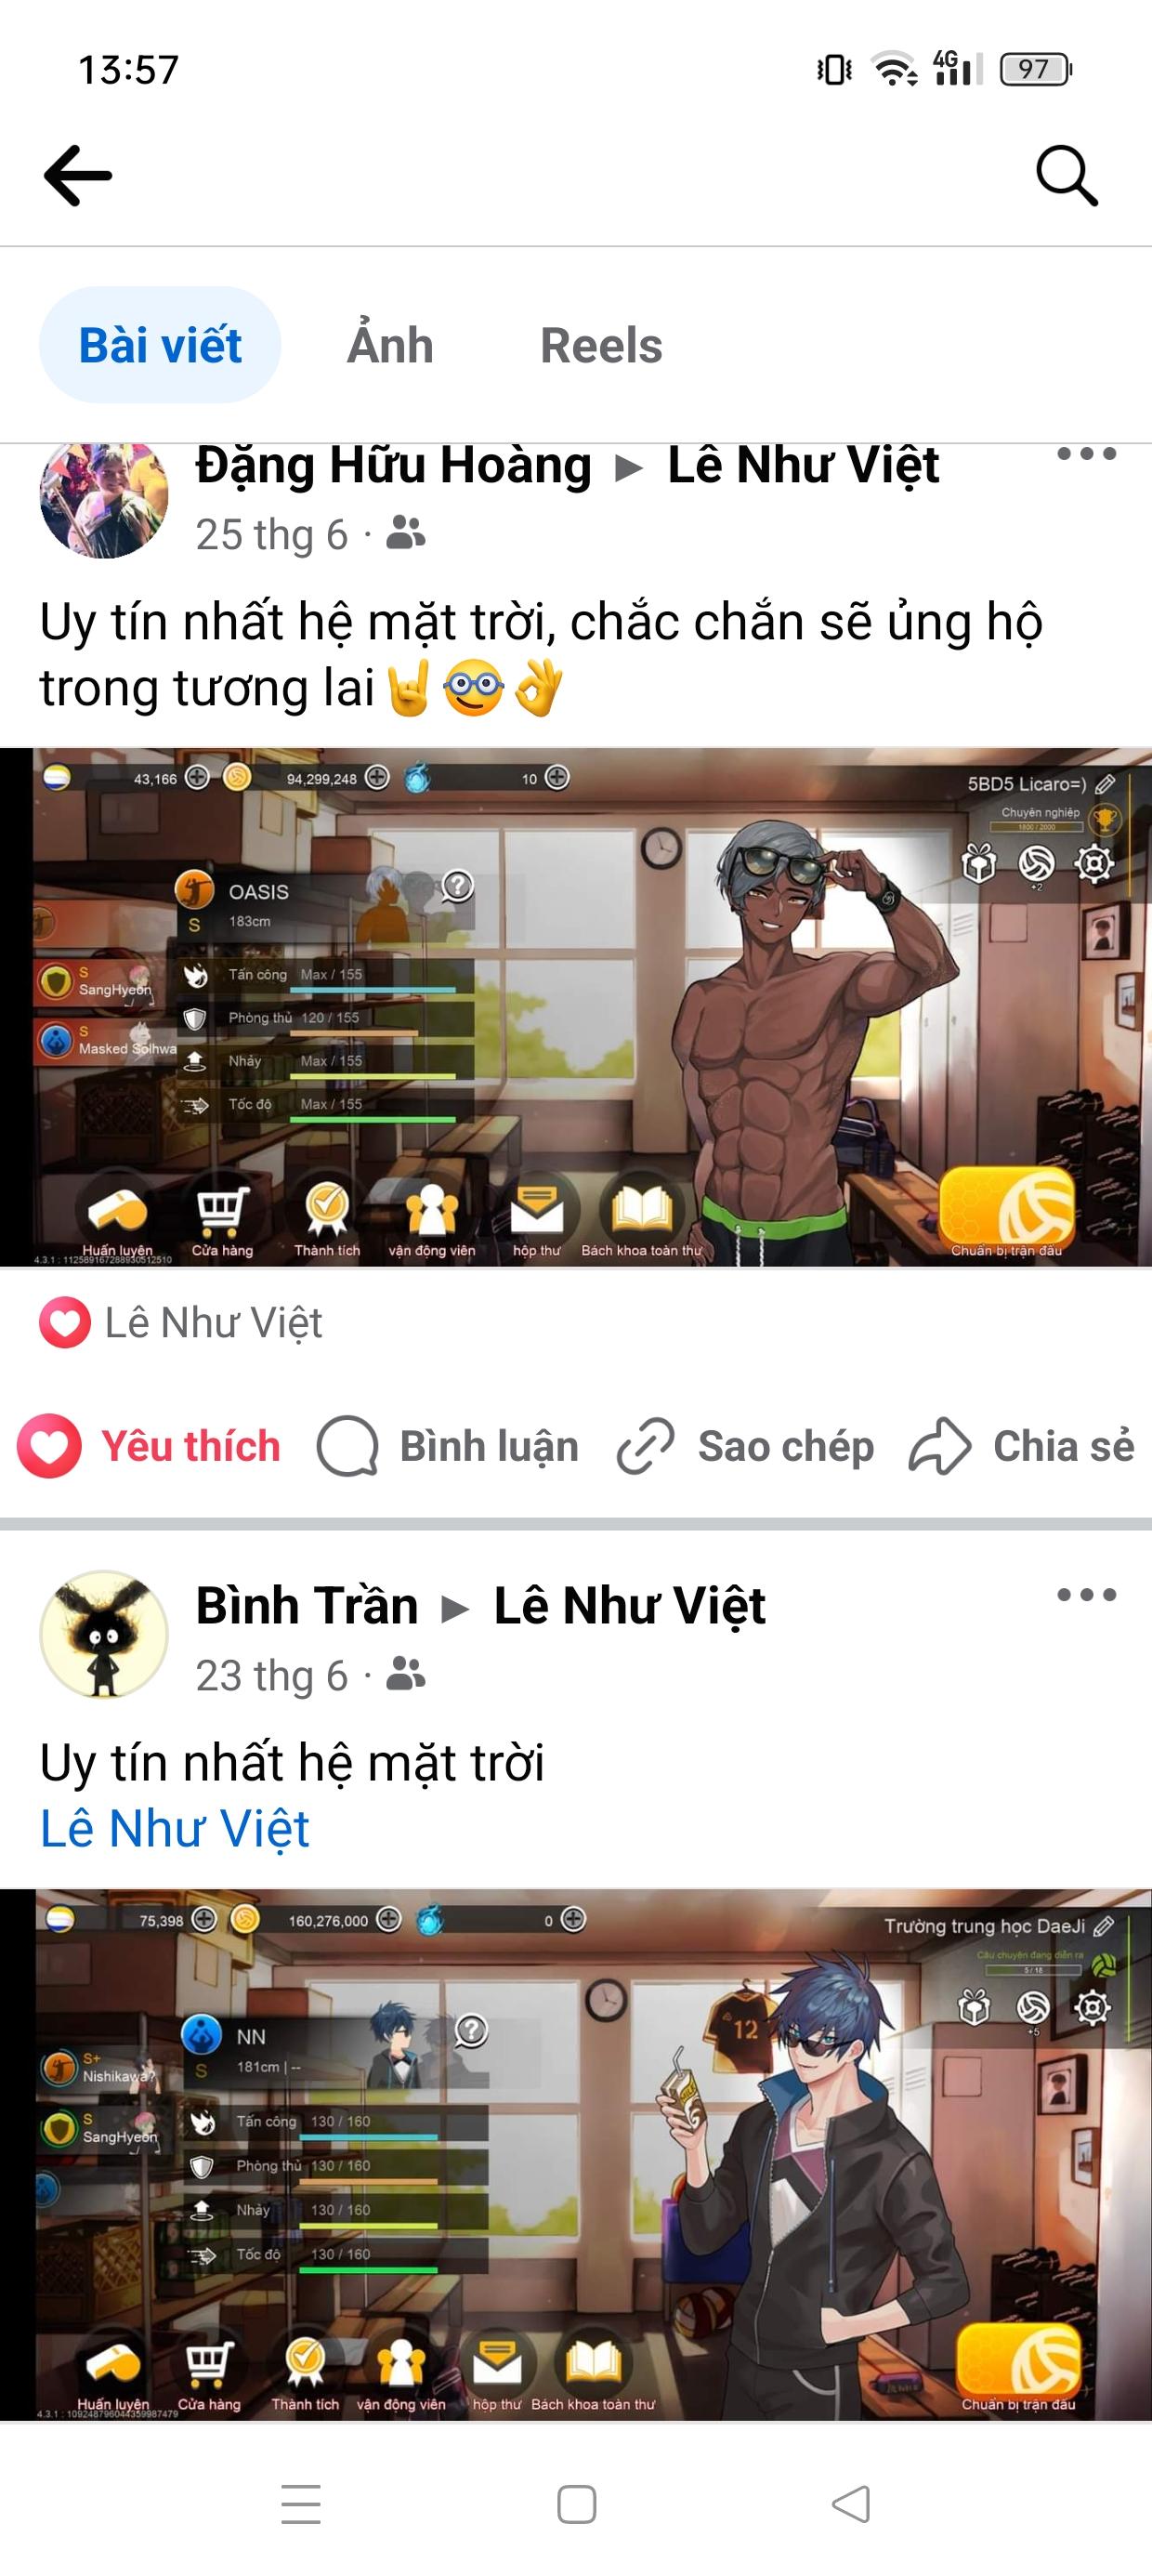 13:57
4G
97
Bài viết
Ảnh
Reels
Đặng Hữu Hoàng ▸ Lê Như Việt
25 thg 6 ·
Uy tín nhất hệ mặt trời, chắc chắn sẽ ủng hộ
trong tương lai🤘🤓👌
43,166
94,299,248
10
5BD5 Licaro=)
Chuyên nghiệp
1800 / 2000
+2
OASIS
S
183cm
S
SangHyeon
S
Masked Solhwa
Tấn công Max / 155
Phòng thủ 120 / 155
Nhảy Max / 155
Tốc độ Max / 155
Huấn luyện
Cửa hàng
Thành tích
vận động viên
hộp thư
Bách khoa toàn thư
Chuẩn bị trận đấu
4.3.1 : 112589167288930512510
Lê Như Việt
Yêu thích
Bình luận
Sao chép
Chia sẻ
Bình Trần ▸ Lê Như Việt
23 thg 6 ·
Uy tín nhất hệ mặt trời
Lê Như Việt
75,398
160,276,000
0
Trường trung học DaeJi
Câu chuyện đang diễn ra
5 / 18
+5
NN
S
181cm | --
12
S+
Nishikawa?
S
SangHyeon
Tấn công 130 / 160
Phòng thủ 130 / 160
Nhảy 130 / 160
Tốc độ 130 / 160
Huấn luyện
Cửa hàng
Thành tích
vận động viên
hộp thư
Bách khoa toàn thư
Chuẩn bị trận đấu
4.3.1 : 109248796044359987479